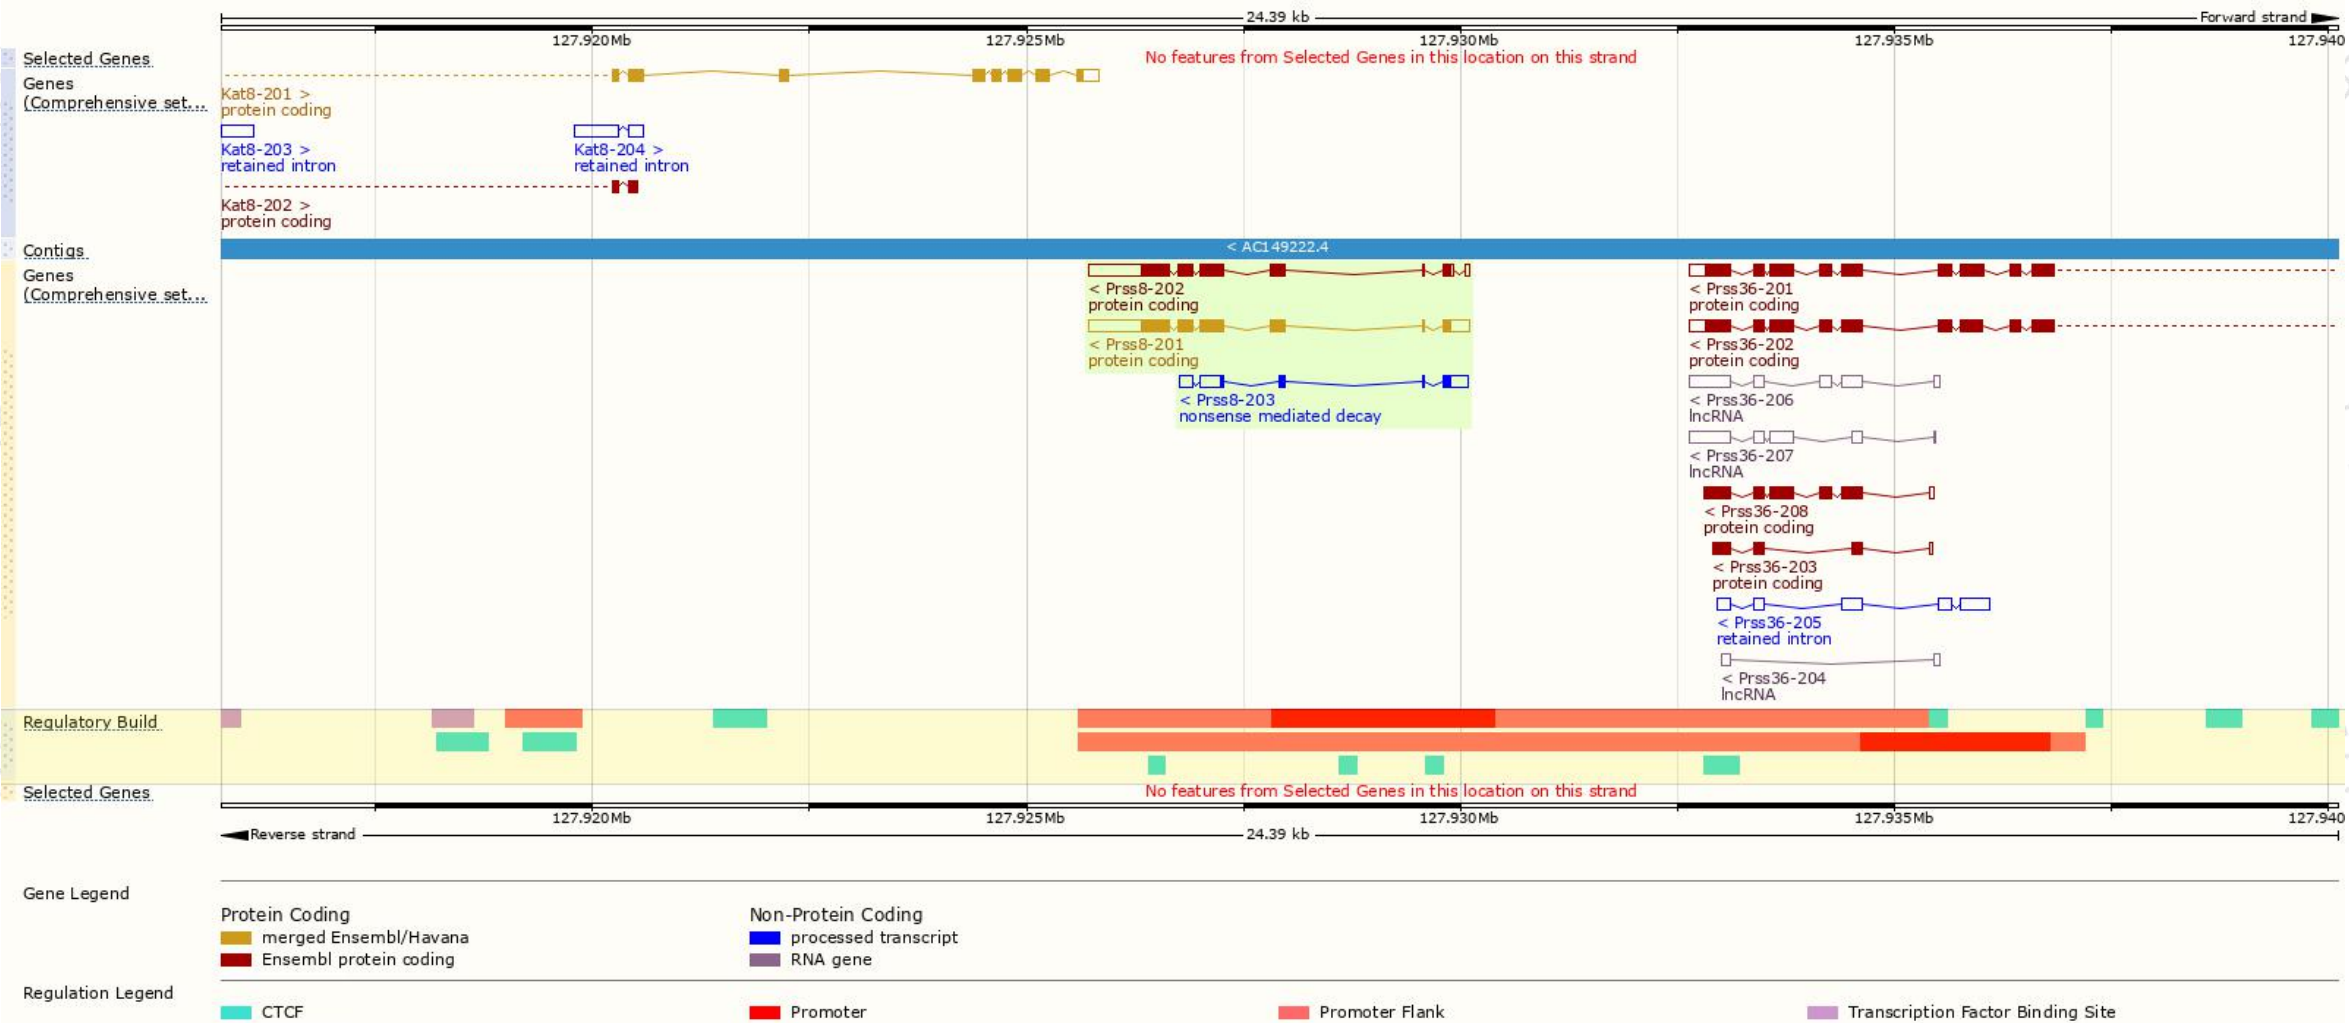 24.39 kb
Forward strand
127.920Mb 127.925Mb 127.930Mb 127.935Mb 127.940
Selected Genes
No features from Selected Genes in this location on this strand
Genes
(Comprehensive set...
Kat8-201 >
protein coding
Kat8-203 >
retained intron
Kat8-204 >
retained intron
Kat8-202 >
protein coding
Contigs
< AC149222.4
Genes
(Comprehensive set...
< Prss8-202
protein coding
< Prss36-201
protein coding
< Prss8-201
protein coding
< Prss36-202
protein coding
< Prss8-203
nonsense mediated decay
< Prss36-206
lncRNA
< Prss36-207
lncRNA
< Prss36-208
protein coding
< Prss36-203
protein coding
< Prss36-205
retained intron
< Prss36-204
lncRNA
Regulatory Build
Selected Genes
No features from Selected Genes in this location on this strand
127.920Mb 127.925Mb 127.930Mb 127.935Mb 127.940
Reverse strand
24.39 kb
Gene Legend
Protein Coding
merged Ensembl/Havana
Ensembl protein coding
Non-Protein Coding
processed transcript
RNA gene
Regulation Legend
CTCF
Promoter
Promoter Flank
Transcription Factor Binding Site